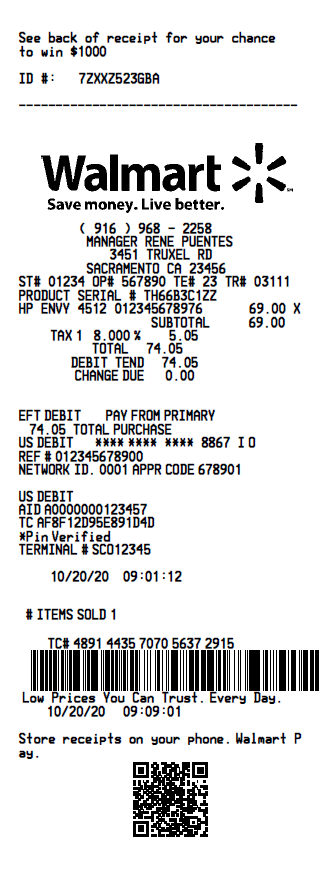 See back of receipt for your chance
to win $1000
ID #: 7ZXXZ523GBA
--------------------------------------
Walmart
Save money. Live better.
( 916 ) 968 - 2258
MANAGER RENE PUENTES
3451 TRUXEL RD
SACRAMENTO CA 23456
ST# 01234 OP# 567890 TE# 23 TR# 03111
PRODUCT SERIAL # TH66B3C1ZZ
HP ENVY 4512 012345678976 69.00 X
SUBTOTAL 69.00
TAX 1 8.000 % 5.05
TOTAL 74.05
DEBIT TEND 74.05
CHANGE DUE 0.00
EFT DEBIT PAY FROM PRIMARY
74.05 TOTAL PURCHASE
US DEBIT **** **** **** 8867 I 0
REF # 012345678900
NETWORK ID. 0001 APPR CODE 678901
US DEBIT
AID A0000000123457
TC AF8F12D95E891D4D
*Pin Verified
TERMINAL # SC012345
10/20/20 09:01:12
# ITEMS SOLD 1
TC# 4891 4435 7070 5637 2915
Low Prices You Can Trust. Every Day.
10/20/20 09:09:01
Store receipts on your phone. Walmart P
ay.